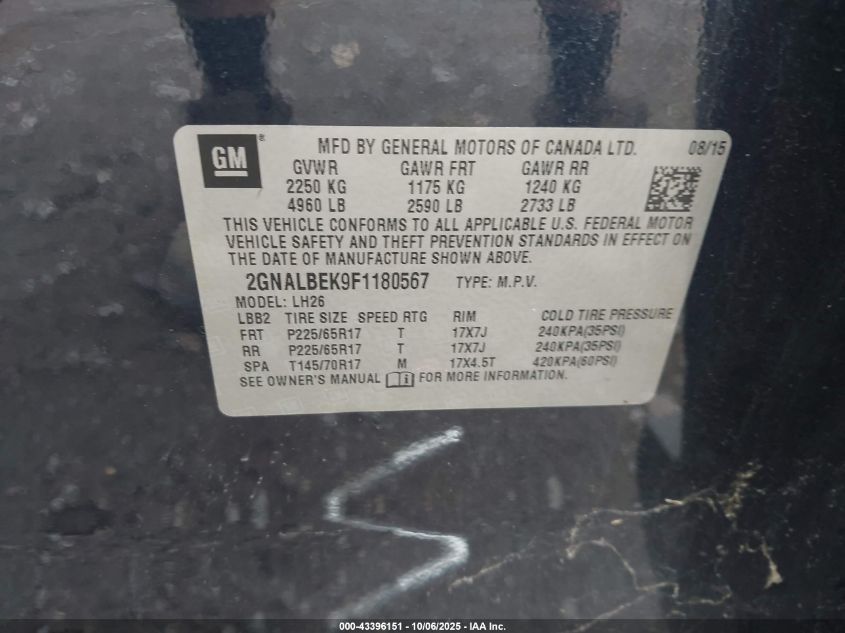 GM ®
MFD BY GENERAL MOTORS OF CANADA LTD. 08/15
GVWR GAWR FRT GAWR RR
2250 KG 1175 KG 1240 KG
4960 LB 2590 LB 2733 LB
THIS VEHICLE CONFORMS TO ALL APPLICABLE U.S. FEDERAL MOTOR
VEHICLE SAFETY AND THEFT PREVENTION STANDARDS IN EFFECT ON
THE DATE OF MANUFACTURE SHOWN ABOVE.
2GNALBEK9F1180567 TYPE: M.P.V.
MODEL: LH26
LBB2 TIRE SIZE SPEED RTG RIM COLD TIRE PRESSURE
FRT P225/65R17 T 17X7J 240KPA(35PSI)
RR P225/65R17 T 17X7J 240KPA(35PSI)
SPA T145/70R17 M 17X4.5T 420KPA(60PSI)
SEE OWNER'S MANUAL FOR MORE INFORMATION.
000-43396151 - 10/06/2025 - IAA Inc.